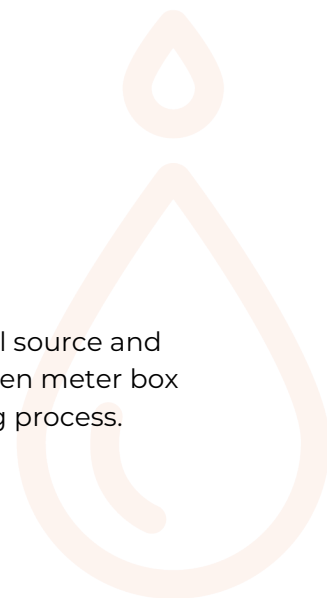 l source and
en meter box
g process.